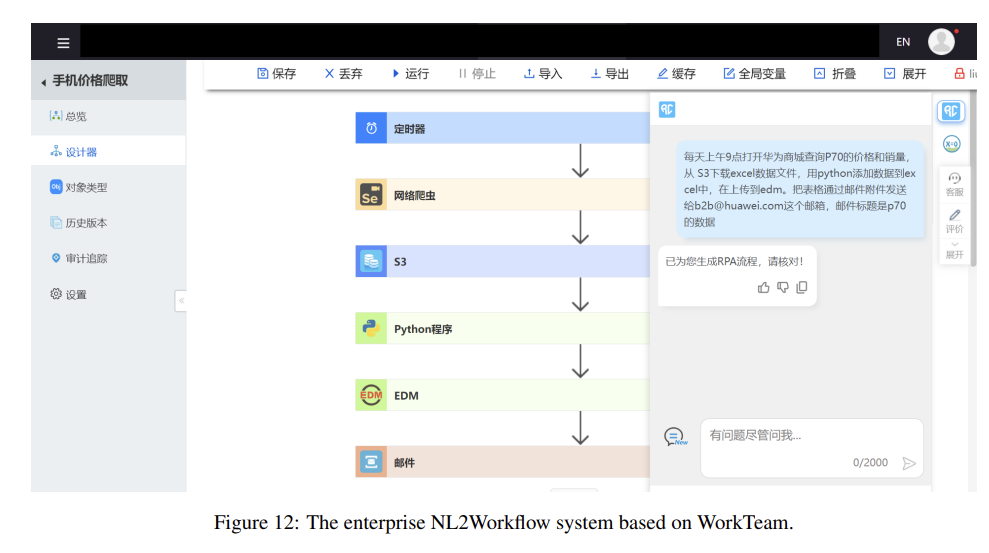 EN
手机价格爬取
保存 丢弃 运行 停止 导入 导出 缓存 全局变量 折叠 展开
总览
设计器
Obj 对象类型
历史版本
审计追踪
设置
定时器
Se 网络爬虫
S3
Python程序
EDM EDM
邮件
每天上午9点打开华为商城查询P70的价格和销量，
从 S3下载excel数据文件，用python添加数据到ex
cel中，在上传到edm。把表格通过邮件附件发送
给b2b@huawei.com这个邮箱，邮件标题是p70
的数据
已为您生成RPA流程，请核对！
New
有问题尽管问我...
0/2000
客服
评价
展开
Figure 12: The enterprise NL2Workflow system based on WorkTeam.